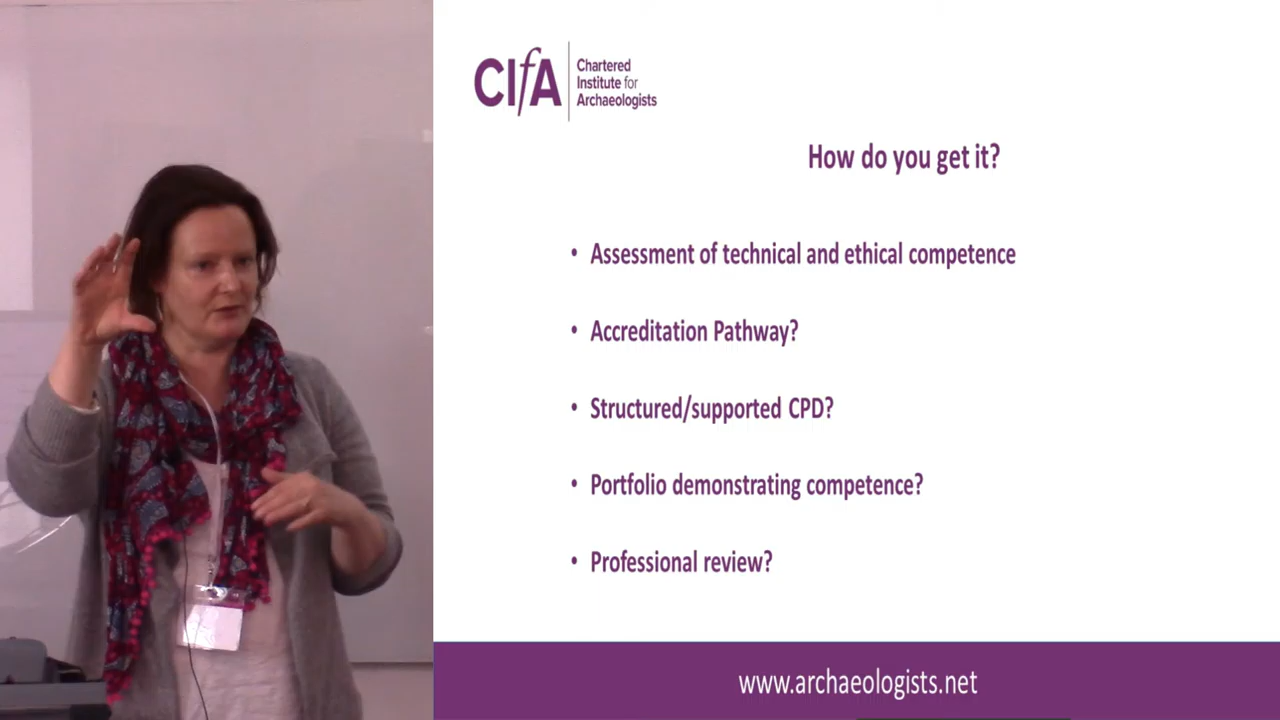 CIfA
Chartered
Institute for
Archaeologists
How do you get it?
• Assessment of technical and ethical competence
• Accreditation Pathway?
• Structured/supported CPD?
• Portfolio demonstrating competence?
• Professional review?
www.archaeologists.net